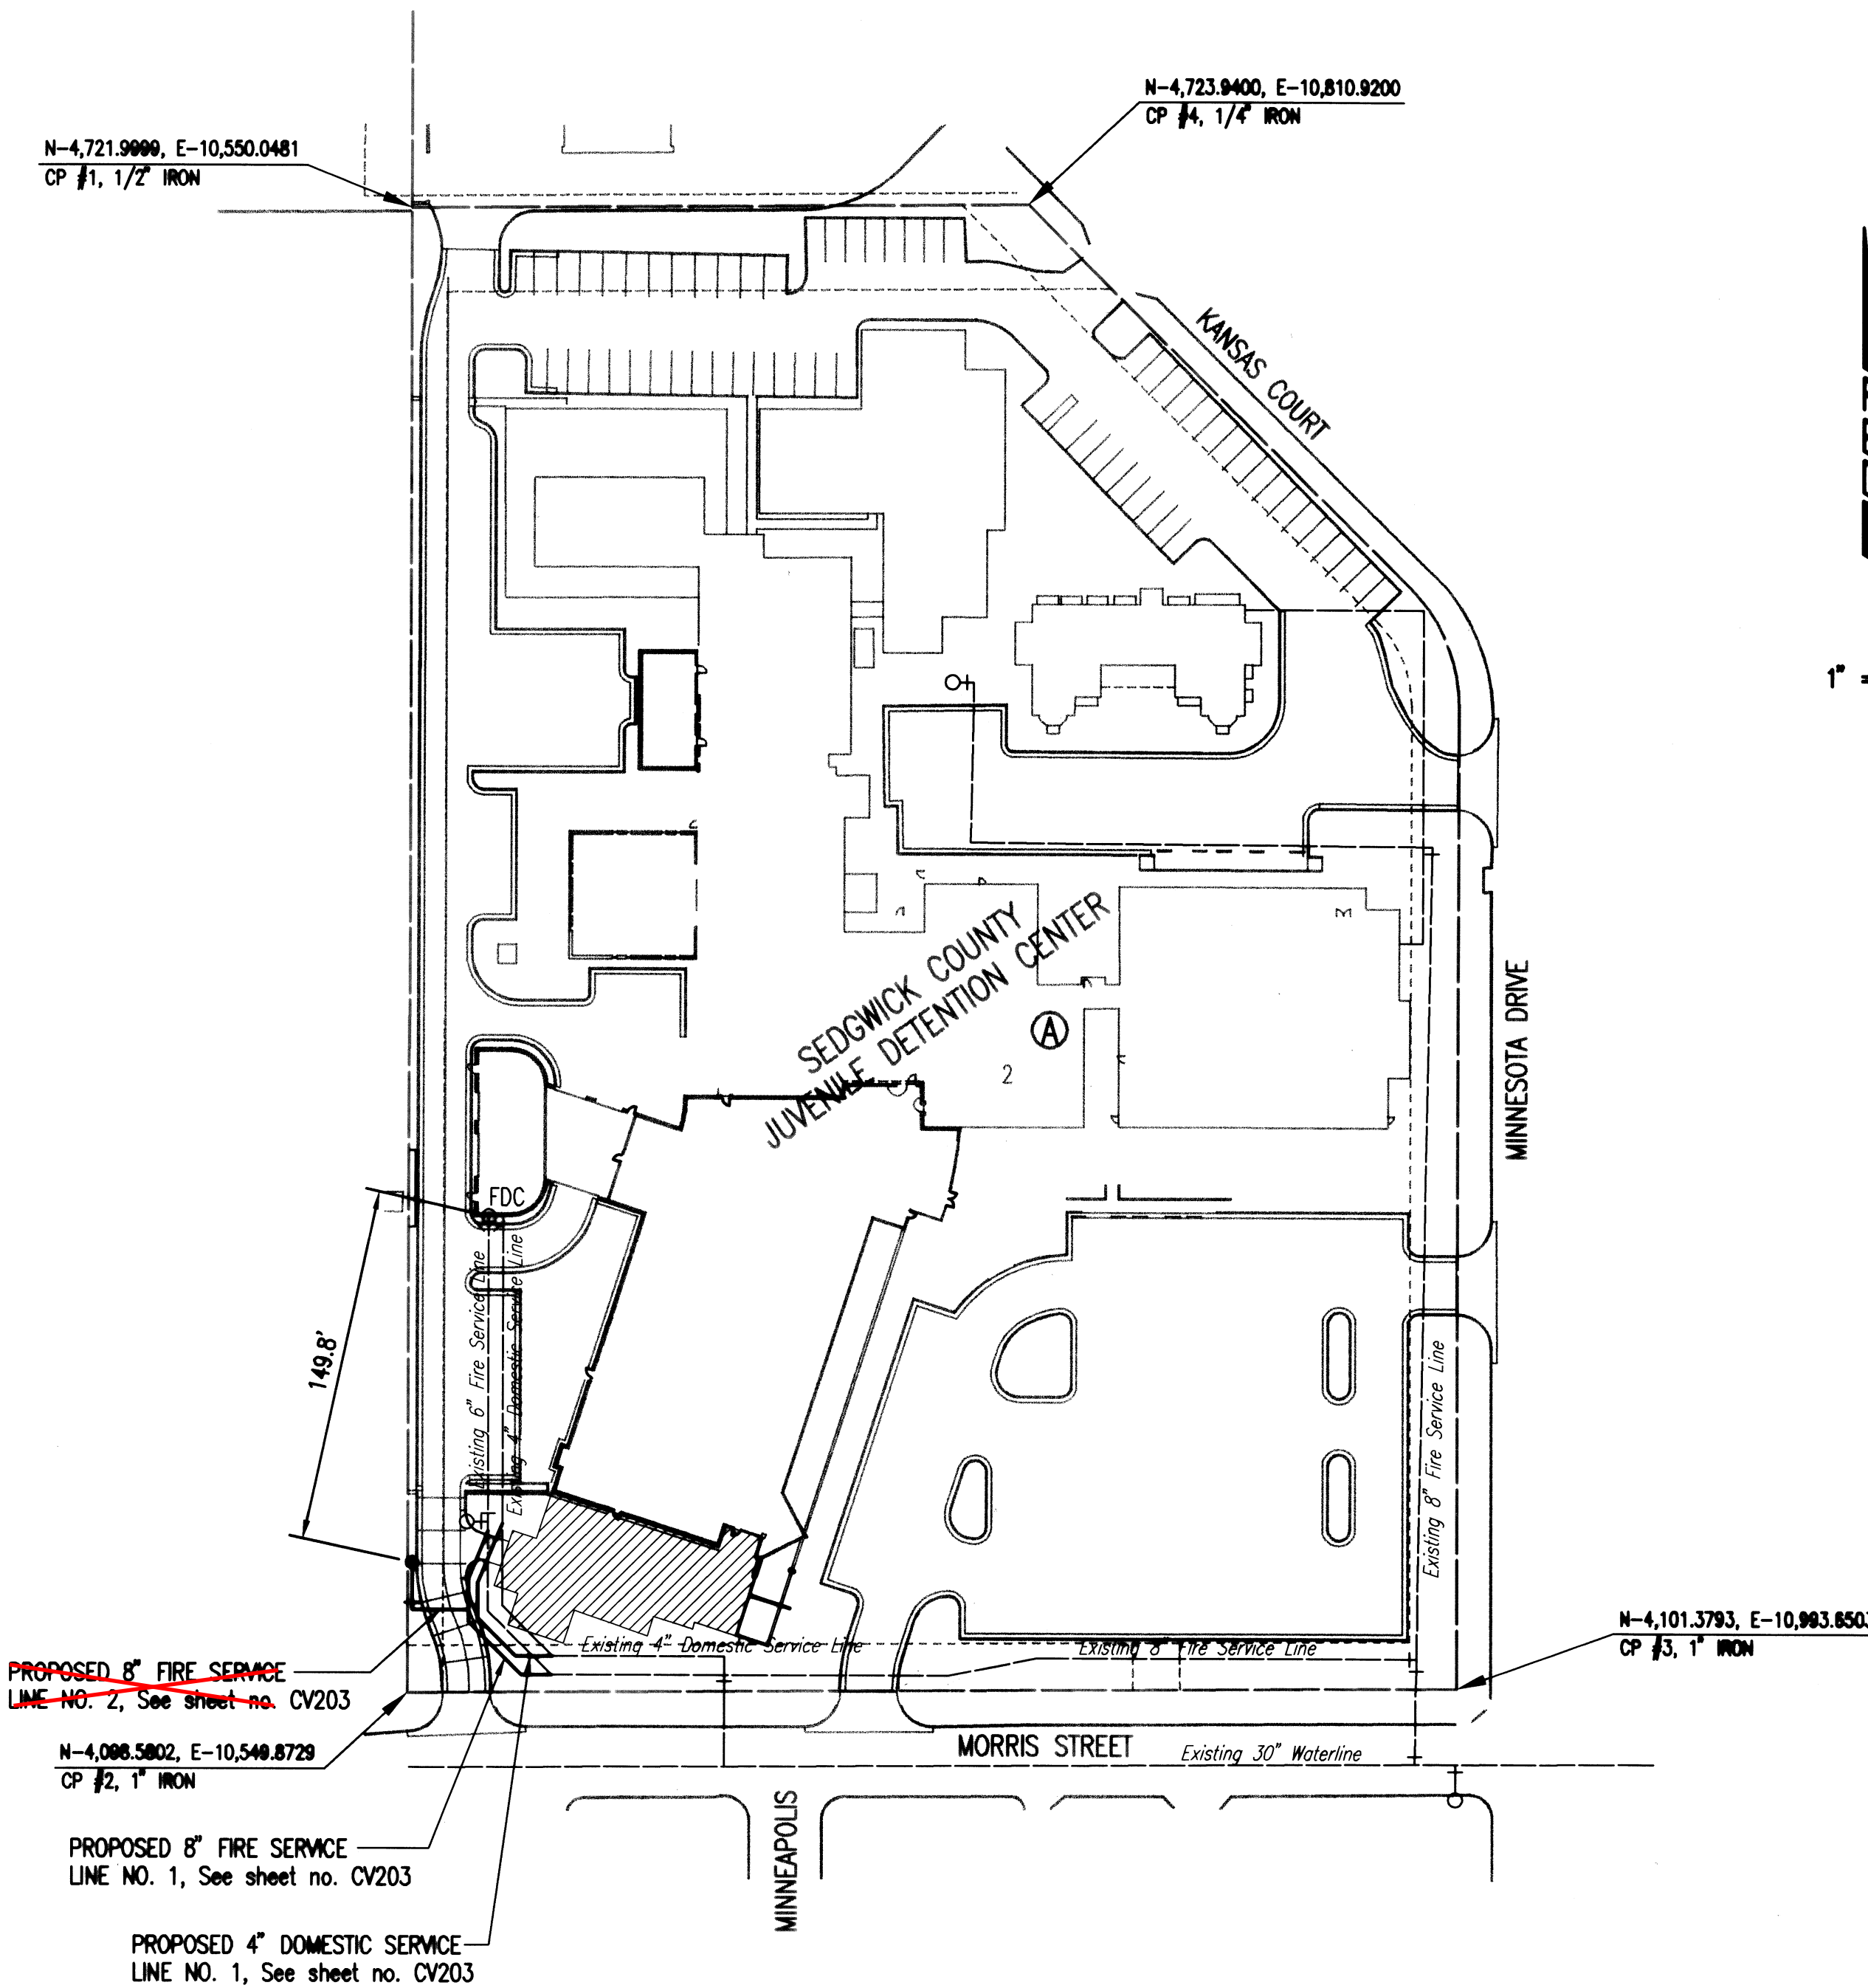 N-4,723.9400, E-10,810.9200
CP #4, 1/4" IRON
N-4,721.9999, E-10,550.0481
CP #1, 1/2" IRON
KANSAS COURT
1"
SEDGWICK COUNTY
JUVENILE DETENTION CENTER
A
2
MINNESOTA DRIVE
FDC
149.8'
Existing 6" Fire Service Line
Existing 4" Domestic Service Line
Existing 8" Fire Service Line
Existing 4" Domestic Service Line
Existing 8" Fire Service Line
N-4,101.3793, E-10,993.6503
CP #3, 1" IRON
PROPOSED 8" FIRE SERVICE
LINE NO. 2, See sheet no. CV203
N-4,098.5802, E-10,549.8729
CP #2, 1" IRON
MORRIS STREET
Existing 30" Waterline
MINNEAPOLIS
PROPOSED 8" FIRE SERVICE
LINE NO. 1, See sheet no. CV203
PROPOSED 4" DOMESTIC SERVICE
LINE NO. 1, See sheet no. CV203